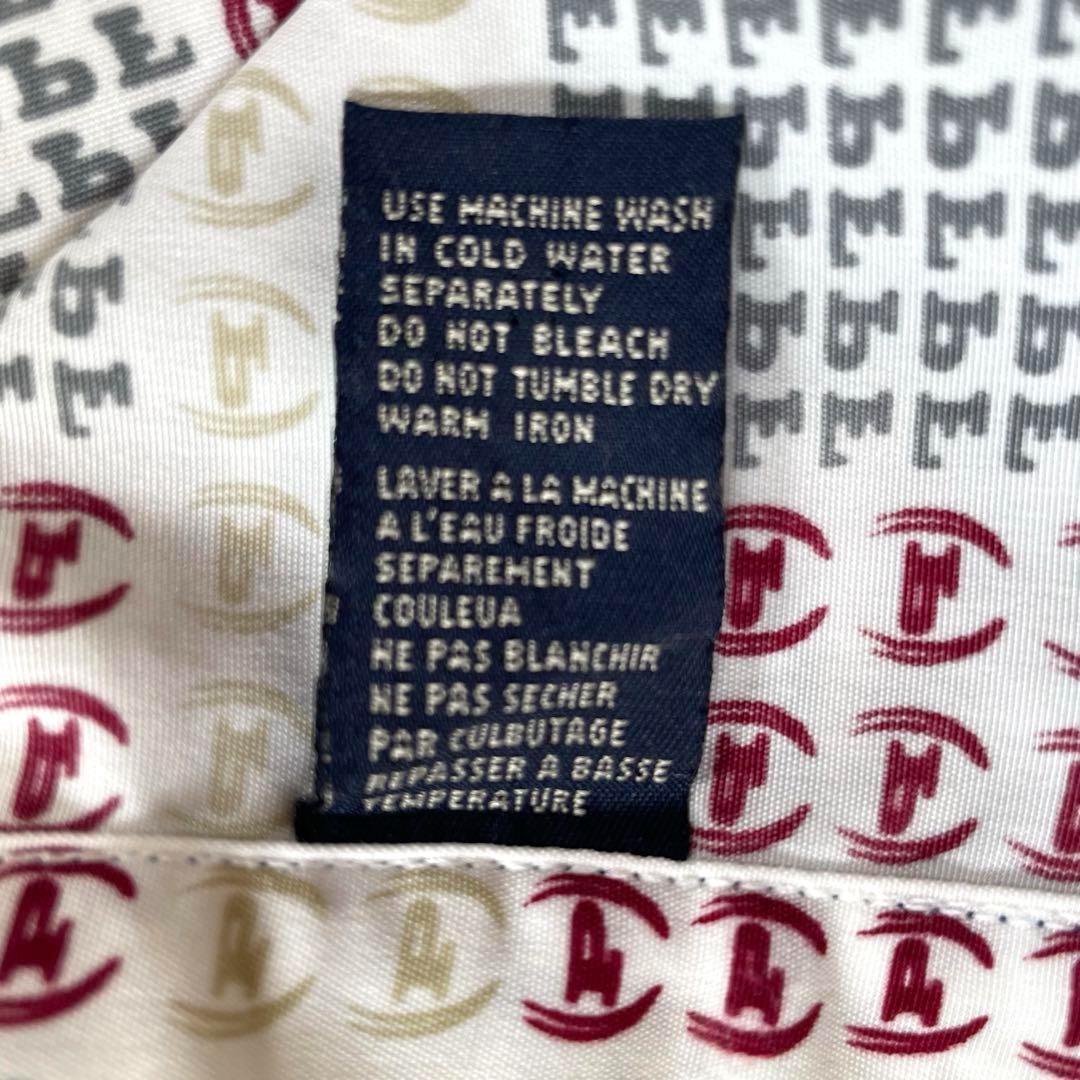 USE MACHINE WASH
IN COLD WATER
SEPARATELY
DO NOT BLEACH
DO NOT TUMBLE DRY
WARM IRON
LAVER A LA MACHINE
A L'EAU FROIDE
SEPAREMENT
COULEUA
NE PAS BLANCHIR
NE PAS SECHER
PAR CULBUTAGE
REPASSER A BASSE
TEMPERATURE